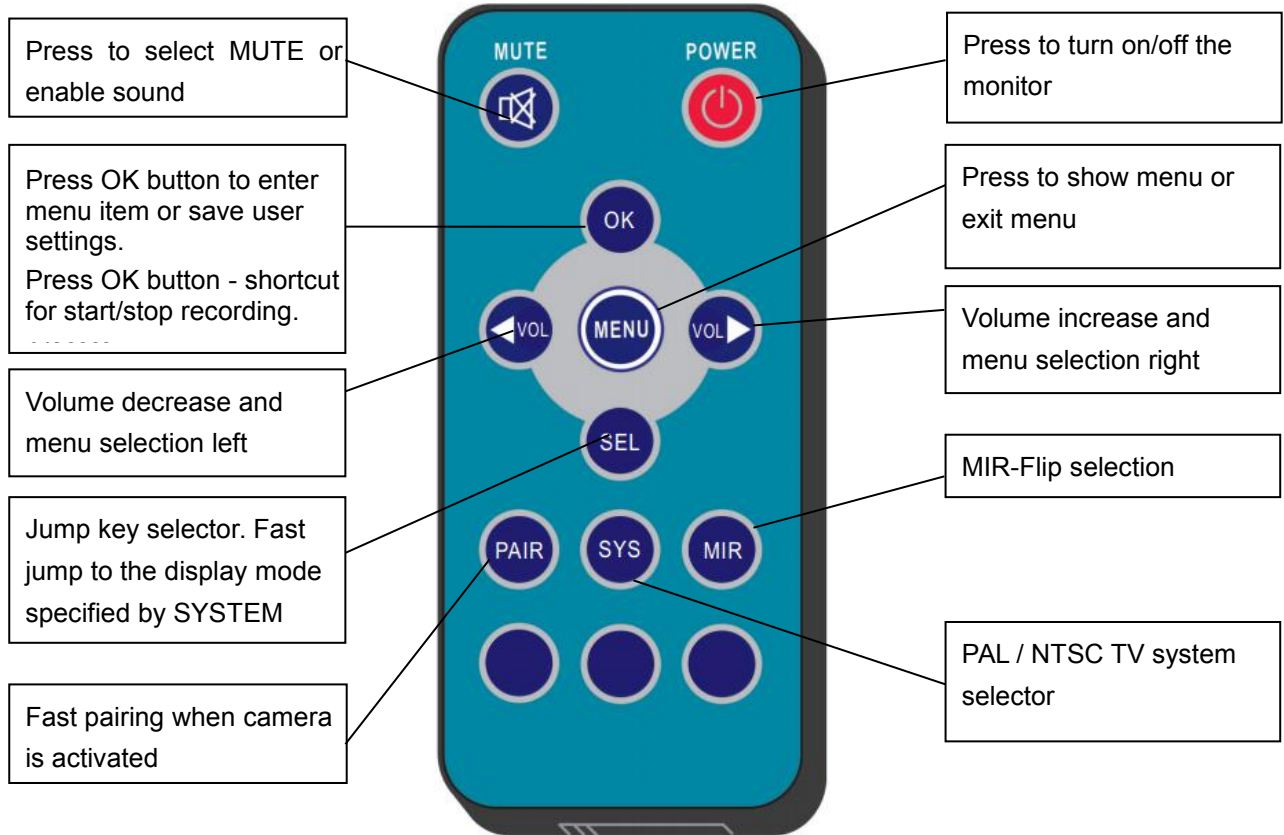 Press to select MUTE or
enable sound
Press OK button to enter
menu item or save user
settings.
Press OK button - shortcut
for start/stop recording.
Volume decrease and
menu selection left
Jump key selector. Fast
jump to the display mode
specified by SYSTEM
Fast pairing when camera
is activated
MUTE
POWER
OK
VOL
MENU
VOL
SEL
PAIR
SYS
MIR
Press to turn on/off the
monitor
Press to show menu or
exit menu
Volume increase and
menu selection right
MIR-Flip selection
PAL / NTSC TV system
selector